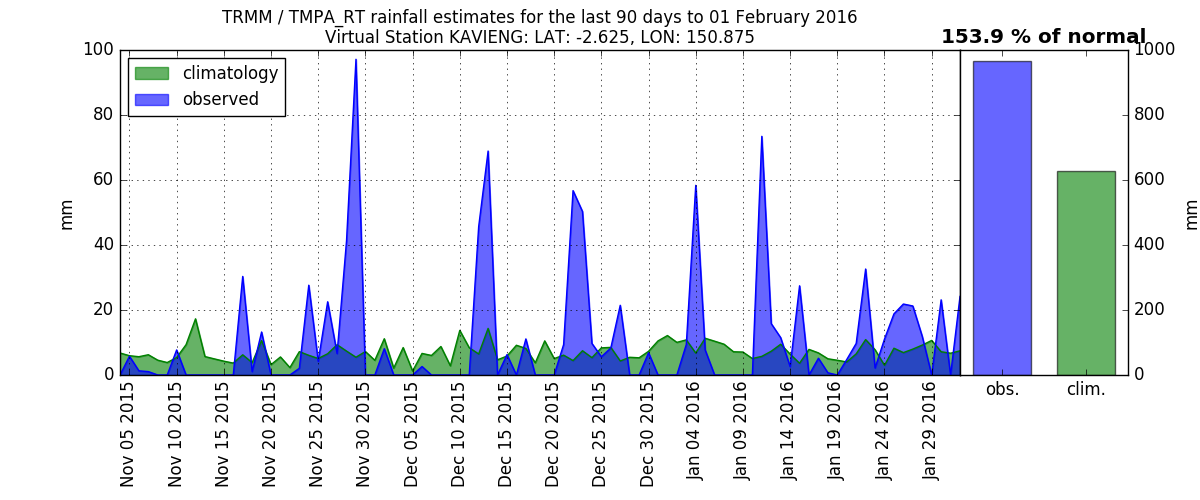 TRMM / TMPA_RT rainfall estimates for the last 90 days to 01 February 2016
Virtual Station KAVIENG: LAT: -2.625, LON: 150.875
153.9 % of normal
climatology
observed
mm
100
80
60
40
20
0
Nov 05 2015
Nov 10 2015
Nov 15 2015
Nov 20 2015
Nov 25 2015
Nov 30 2015
Dec 05 2015
Dec 10 2015
Dec 15 2015
Dec 20 2015
Dec 25 2015
Dec 30 2015
Jan 04 2016
Jan 09 2016
Jan 14 2016
Jan 19 2016
Jan 24 2016
Jan 29 2016
obs.
clim.
1000
800
600
400
200
0
mm